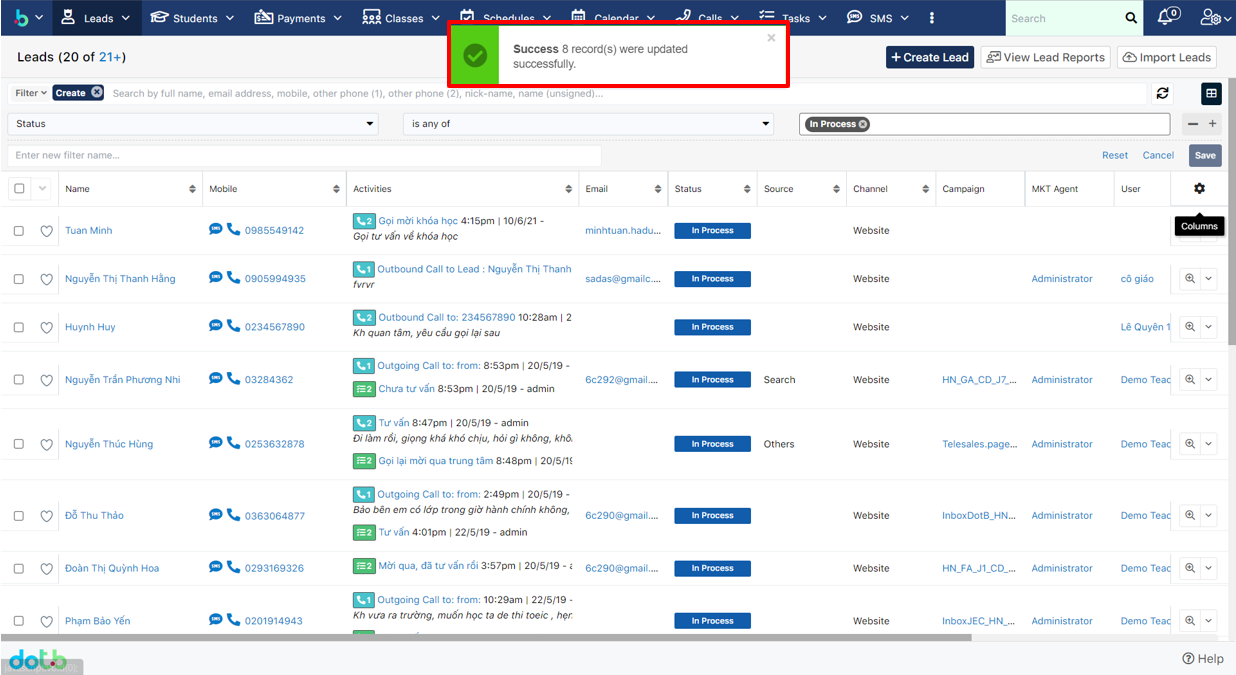 b Leads Students Payments Classes Schedules Calendar Calls Tasks SMS Search 0
Leads (20 of 21+) Create Lead View Lead Reports Import Leads
Success 8 record(s) were updated
successfully.
Filter Create Search by full name, email address, mobile, other phone (1), other phone (2), nick-name, name (unsigned)...
Status is any of In Process
Enter new filter name... Reset Cancel Save
Name Mobile Activities Email Status Source Channel Campaign MKT Agent User
Columns
Tuan Minh SMS 0985549142 2 Gọi mời khóa học 4:15pm | 10/6/21 - minhtuan.hadu... In Process Website
Gọi tư vấn về khóa học
Nguyễn Thị Thanh Hằng SMS 0905994935 1 Outbound Call to Lead : Nguyễn Thị Thanh sadas@gmailc... In Process Website Administrator cô giáo
fvrvr
Huynh Huy SMS 0234567890 2 Outbound Call to: 234567890 10:28am | 2 In Process Website Lê Quyên 1
Kh quan tâm, yêu cầu gọi lại sau
Nguyễn Trần Phương Nhi SMS 03284362 1 Outgoing Call to: from: 8:53pm | 20/5/19 - 6c292@gmail.... In Process Search Website HN_GA_CD_J7_... Administrator Demo Teac
2 Chưa tư vấn 8:53pm | 20/5/19 - admin
Nguyễn Thúc Hùng SMS 0253632878 2 Tư vấn 8:47pm | 20/5/19 - admin In Process Others Website Telesales.page... Administrator Demo Teac
Đi làm rồi, giọng khá khó chịu, hỏi gì không, khô
2 Gọi lại mời qua trung tâm 8:48pm | 20/5/19
Đỗ Thu Thảo SMS 0363064877 1 Outgoing Call to: from: 2:49pm | 20/5/19 - 6c290@gmail.... In Process Website InboxDotB_HN... Administrator Demo Teac
Bảo bên em có lớp trong giờ hành chính không,
2 Tư vấn 4:01pm | 22/5/19 - admin
Đoàn Thị Quỳnh Hoa SMS 0293169326 2 Mời qua, đã tư vấn rồi 3:57pm | 20/5/19 - a 6c290@gmail.... In Process Website HN_FA_J1_CD_... Administrator Demo Teac
Phạm Bảo Yến SMS 0201914943 1 Outgoing Call to: from: 10:29am | 22/5/19 - In Process Website InboxJEC_HN_... Administrator Demo Teac
Kh vưa ra trường, muốn học ta de thi toeic , hẹn
dotb Help